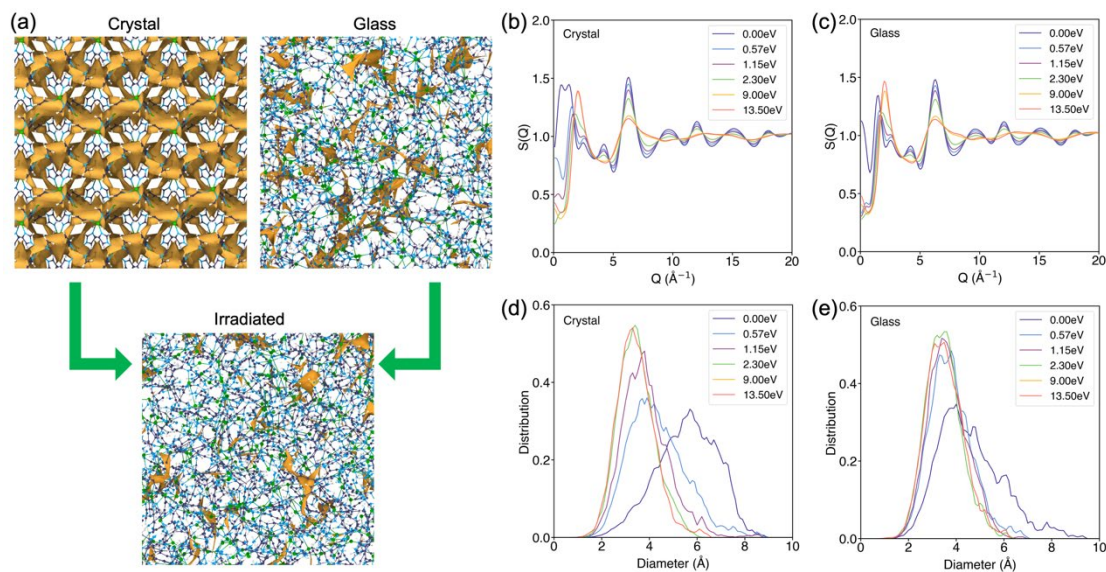 (a)
Crystal
Glass
Irradiated
(b)
2.0
1.5
1.0
0.5
0.0
S(Q)
Crystal
0.00eV
0.57eV
1.15eV
2.30eV
9.00eV
13.50eV
0 5 10 15 20
Q (Å⁻¹)
(c)
2.0
1.5
1.0
0.5
0.0
S(Q)
Glass
0.00eV
0.57eV
1.15eV
2.30eV
9.00eV
13.50eV
0 5 10 15 20
Q (Å⁻¹)
(d)
0.6
0.4
0.2
0.0
Distribution
Crystal
0.00eV
0.57eV
1.15eV
2.30eV
9.00eV
13.50eV
0 2 4 6 8 10
Diameter (Å)
(e)
0.6
0.4
0.2
0.0
Distribution
Glass
0.00eV
0.57eV
1.15eV
2.30eV
9.00eV
13.50eV
0 2 4 6 8 10
Diameter (Å)